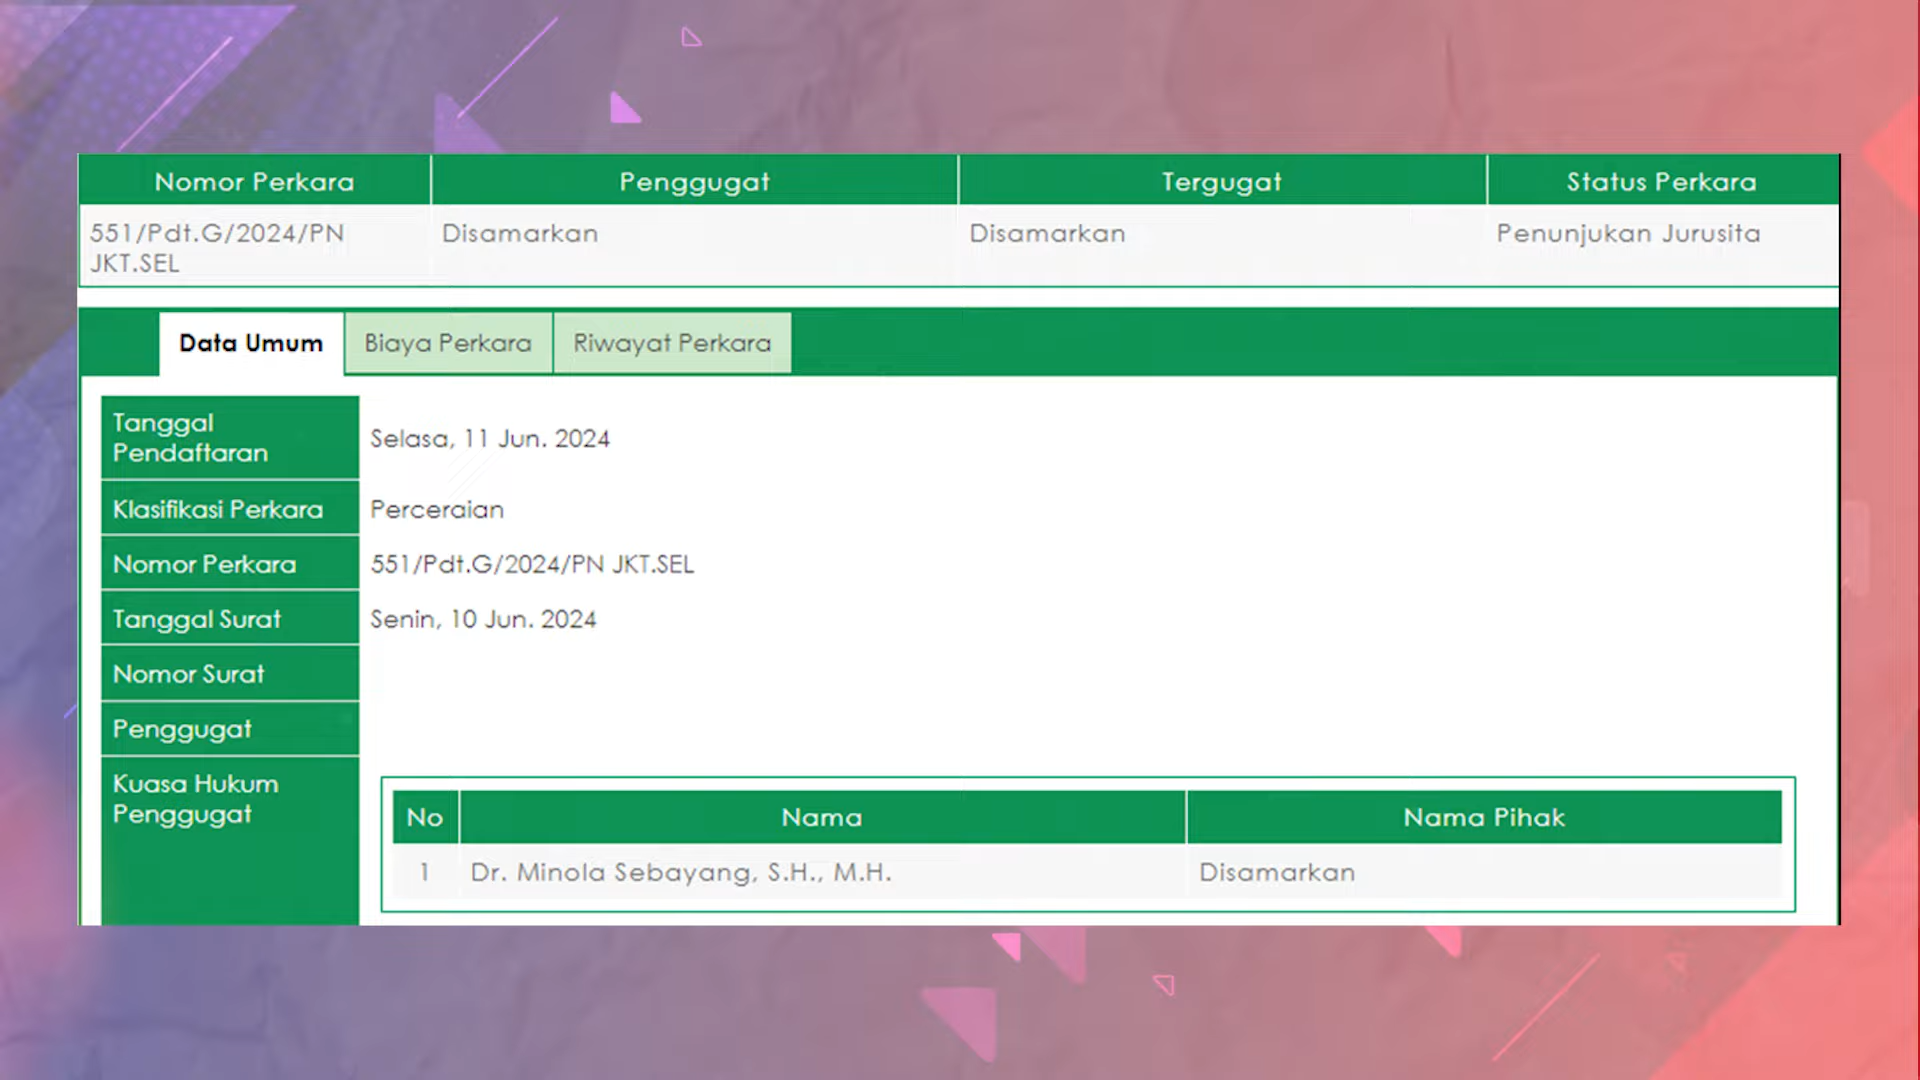 Nomor Perkara Penggugat Tergugat Status Perkara
551/Pdt.G/2024/PN Disamarkan Disamarkan Penunjukan Jurusita
JKT.SEL
Data Umum Biaya Perkara Riwayat Perkara
Tanggal
Pendaftaran Selasa, 11 Jun. 2024
Klasifikasi Perkara Perceraian
Nomor Perkara 551/Pdt.G/2024/PN JKT.SEL
Tanggal Surat Senin, 10 Jun. 2024
Nomor Surat
Penggugat
Kuasa Hukum
Penggugat
No Nama Nama Pihak
1 Dr. Minola Sebayang, S.H., M.H. Disamarkan